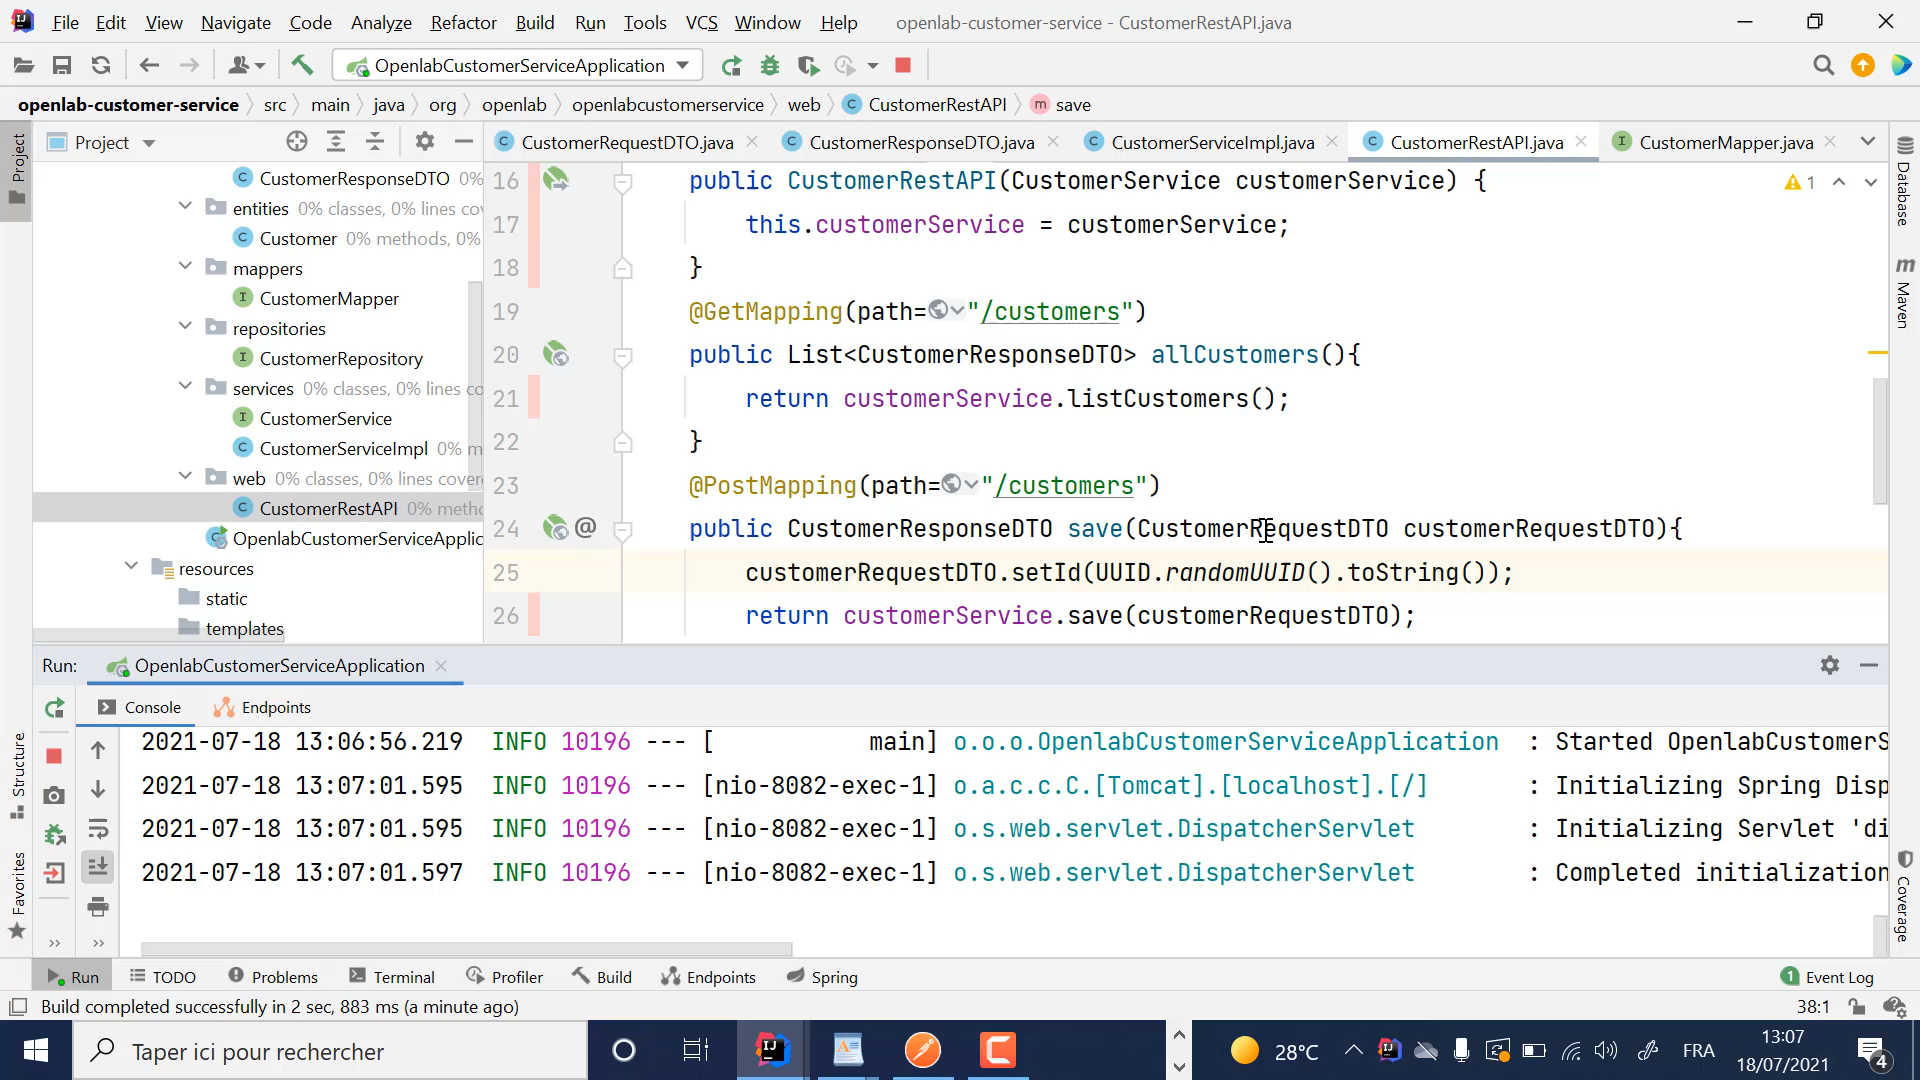 File Edit View Navigate Code Analyze Refactor Build Run Tools VCS Window Help openlab-customer-service - CustomerRestAPI.java
OpenlabCustomerServiceApplication
openlab-customer-service src main java org openlab openlabcustomerservice web CustomerRestAPI save
Project
CustomerRequestDTO.java CustomerResponseDTO.java CustomerServiceImpl.java CustomerRestAPI.java CustomerMapper.java
CustomerResponseDTO 0%
entities 0% classes, 0% lines cov
Customer 0% methods, 0%
mappers
CustomerMapper
repositories
CustomerRepository
services 0% classes, 0% lines co
CustomerService
CustomerServiceImpl 0% m
web 0% classes, 0% lines cover
CustomerRestAPI 0% metho
OpenlabCustomerServiceApplic
resources
static
templates
16 public CustomerRestAPI(CustomerService customerService) {
17 this.customerService = customerService;
18 }
19 @GetMapping(path="/customers")
20 public List<CustomerResponseDTO> allCustomers(){
21 return customerService.listCustomers();
22 }
23 @PostMapping(path="/customers")
24 @ public CustomerResponseDTO save(CustomerRequestDTO customerRequestDTO){
25 customerRequestDTO.setId(UUID.randomUUID().toString());
26 return customerService.save(customerRequestDTO);
1
Project
Structure
Favorites
Database
Maven
Coverage
Run: OpenlabCustomerServiceApplication
Console Endpoints
2021-07-18 13:06:56.219 INFO 10196 --- [ main] o.o.o.OpenlabCustomerServiceApplication : Started OpenlabCustomerS
2021-07-18 13:07:01.595 INFO 10196 --- [nio-8082-exec-1] o.a.c.c.C.[Tomcat].[localhost].[/] : Initializing Spring Disp
2021-07-18 13:07:01.595 INFO 10196 --- [nio-8082-exec-1] o.s.web.servlet.DispatcherServlet : Initializing Servlet 'di
2021-07-18 13:07:01.597 INFO 10196 --- [nio-8082-exec-1] o.s.web.servlet.DispatcherServlet : Completed initialization
Run TODO Problems Terminal Profiler Build Endpoints Spring 1 Event Log
Build completed successfully in 2 sec, 883 ms (a minute ago) 38:1
Taper ici pour rechercher 28°C FRA 13:07
18/07/2021 4